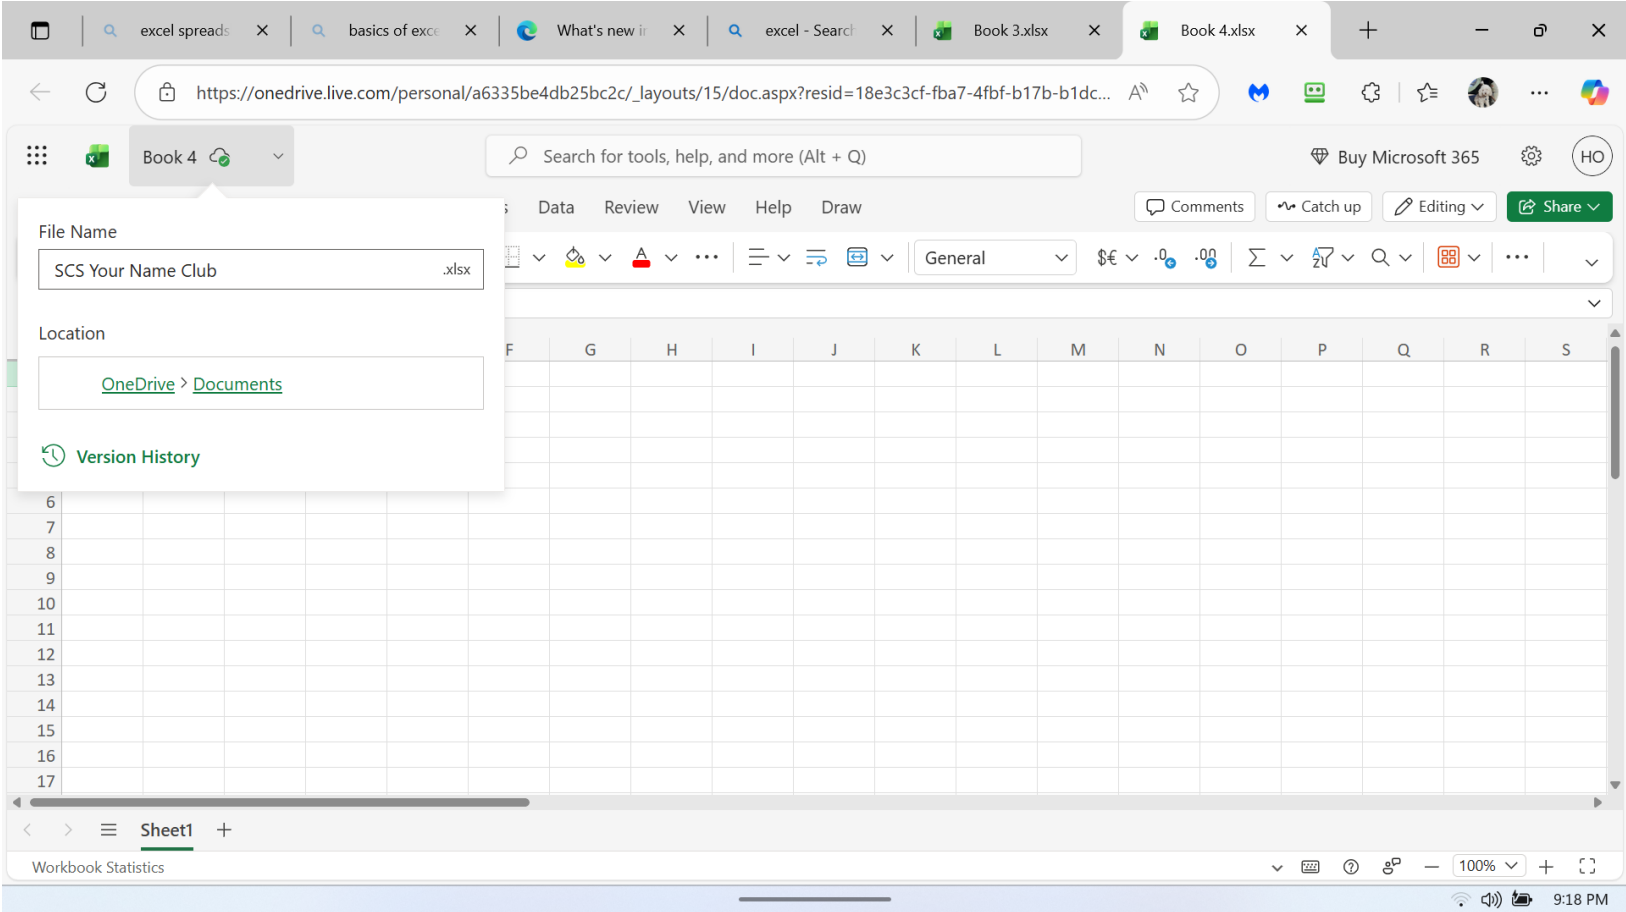 excel spreads
basics of exce
What's new in
excel - Search
Book 3.xlsx
Book 4.xlsx
https://onedrive.live.com/personal/a6335be4db25bc2c/_layouts/15/doc.aspx?resid=18e3c3cf-fba7-4fbf-b17b-b1dc...
Book 4
Search for tools, help, and more (Alt + Q)
Buy Microsoft 365
HO
Data Review View Help Draw
Comments
Catch up
Editing
Share
File Name
SCS Your Name Club .xlsx
General
Location
OneDrive > Documents
Version History
F G H I J K L M N O P Q R S
6
7
8
9
10
11
12
13
14
15
16
17
Sheet1
Workbook Statistics
100%
9:18 PM